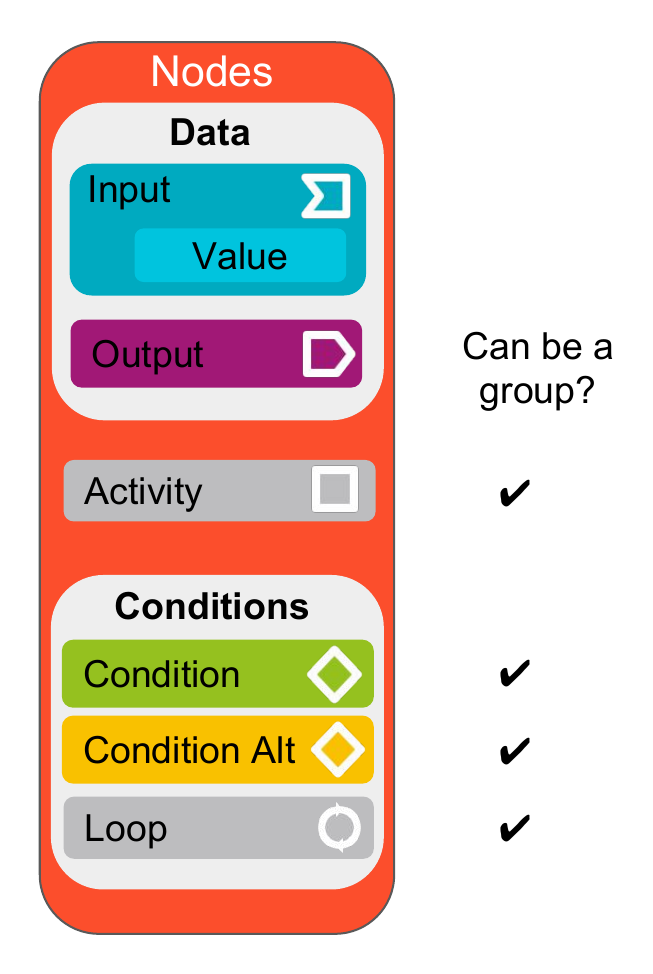 Nodes
Data
Input
Value
Output
Can be a
group?
Activity ✔
Conditions
Condition ✔
Condition Alt ✔
Loop ✔